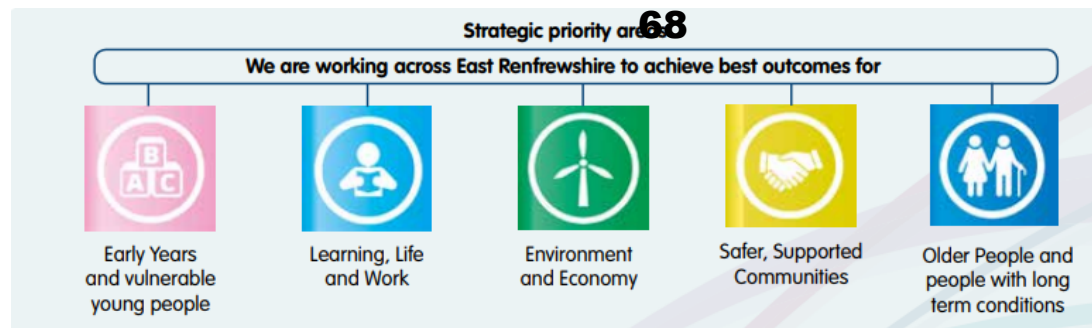 Strategic priority areas
68
We are working across East Renfrewshire to achieve best outcomes for
B
A C
Early Years
and vulnerable
young people
Learning, Life
and Work
Environment
and Economy
Safer, Supported
Communities
Older People and
people with long
term conditions